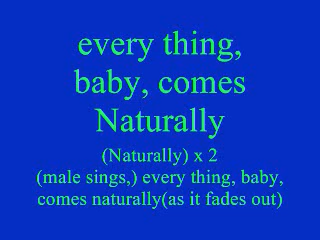 every thing,
baby, comes
Naturally
(Naturally) x 2
(male sings,) every thing, baby,
comes naturally(as it fades out)